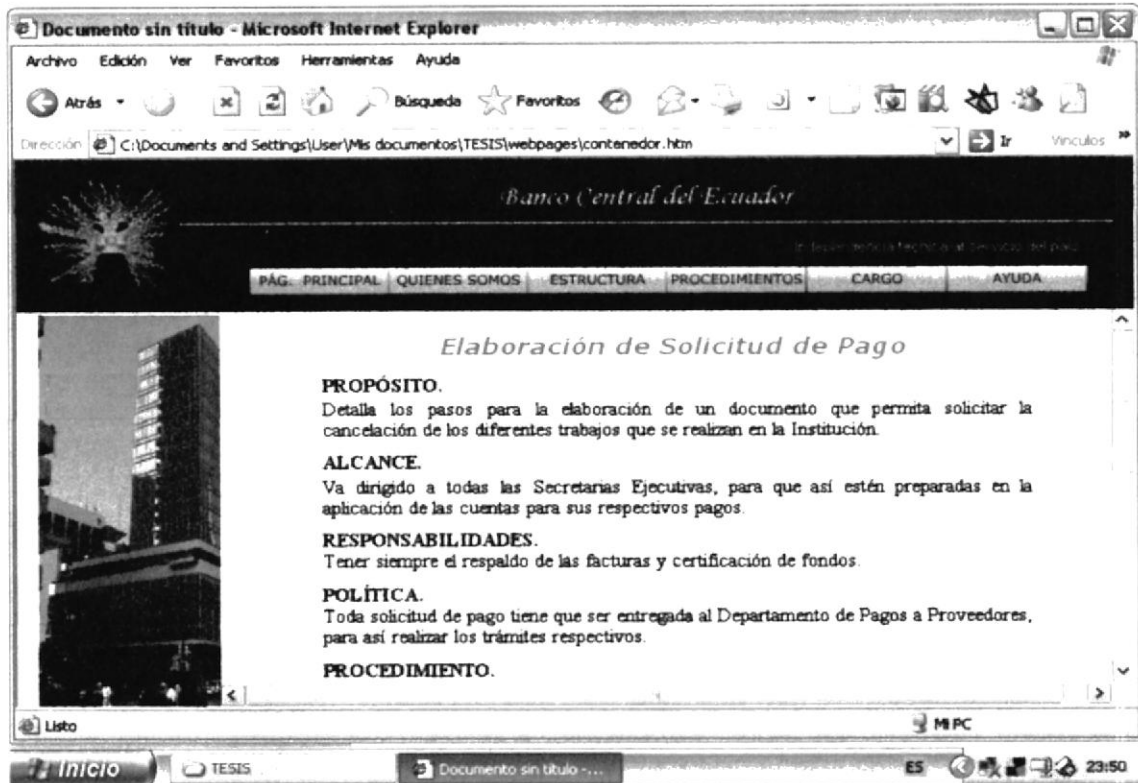 Documento sin título - Microsoft Internet Explorer
Archivo Edición Ver Favoritos Herramientas Ayuda
Atrás Búsqueda Favoritos
Dirección C:\Documents and Settings\User\Mis documentos\TESIS\webpages\contenedor.htm Ir Vínculos
Banco Central del Ecuador
PÁG. PRINCIPAL QUIENES SOMOS ESTRUCTURA PROCEDIMIENTOS CARGO AYUDA
Elaboración de Solicitud de Pago
PROPÓSITO.
Detalla los pasos para la elaboración de un documento que permita solicitar la
cancelación de los diferentes trabajos que se realizan en la Institución.
ALCANCE.
Va dirigido a todas las Secretarias Ejecutivas, para que así estén preparadas en la
aplicación de las cuentas para sus respectivos pagos.
RESPONSABILIDADES.
Tener siempre el respaldo de las facturas y certificación de fondos.
POLÍTICA.
Toda solicitud de pago tiene que ser entregada al Departamento de Pagos a Proveedores,
para así realizar los trámites respectivos.
PROCEDIMIENTO.
Listo Mi PC
Inicio TESIS Documento sin título -... ES 23:50